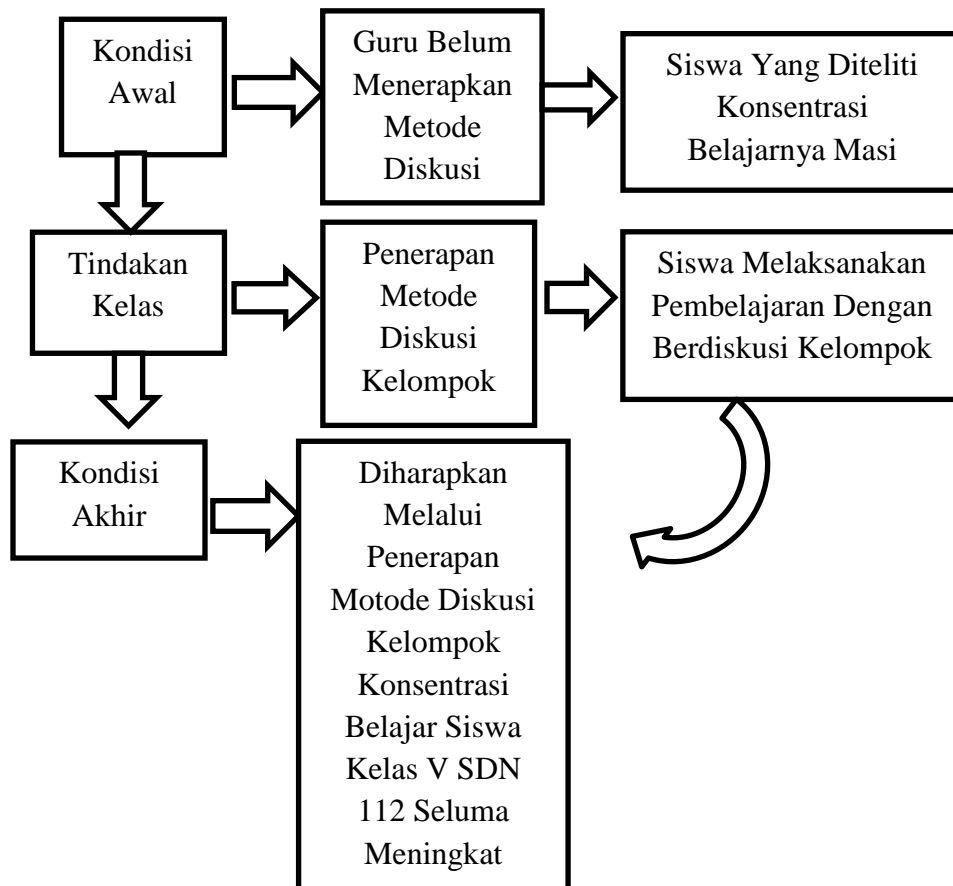 Kondisi
Awal
Guru Belum
Menerapkan
Metode
Diskusi
Siswa Yang Diteliti
Konsentrasi
Belajarnya Masi
Tindakan
Kelas
Penerapan
Metode
Diskusi
Kelompok
Siswa Melaksanakan
Pembelajaran Dengan
Berdiskusi Kelompok
Kondisi
Akhir
Diharapkan
Melalui
Penerapan
Motode Diskusi
Kelompok
Konsentrasi
Belajar Siswa
Kelas V SDN
112 Seluma
Meningkat